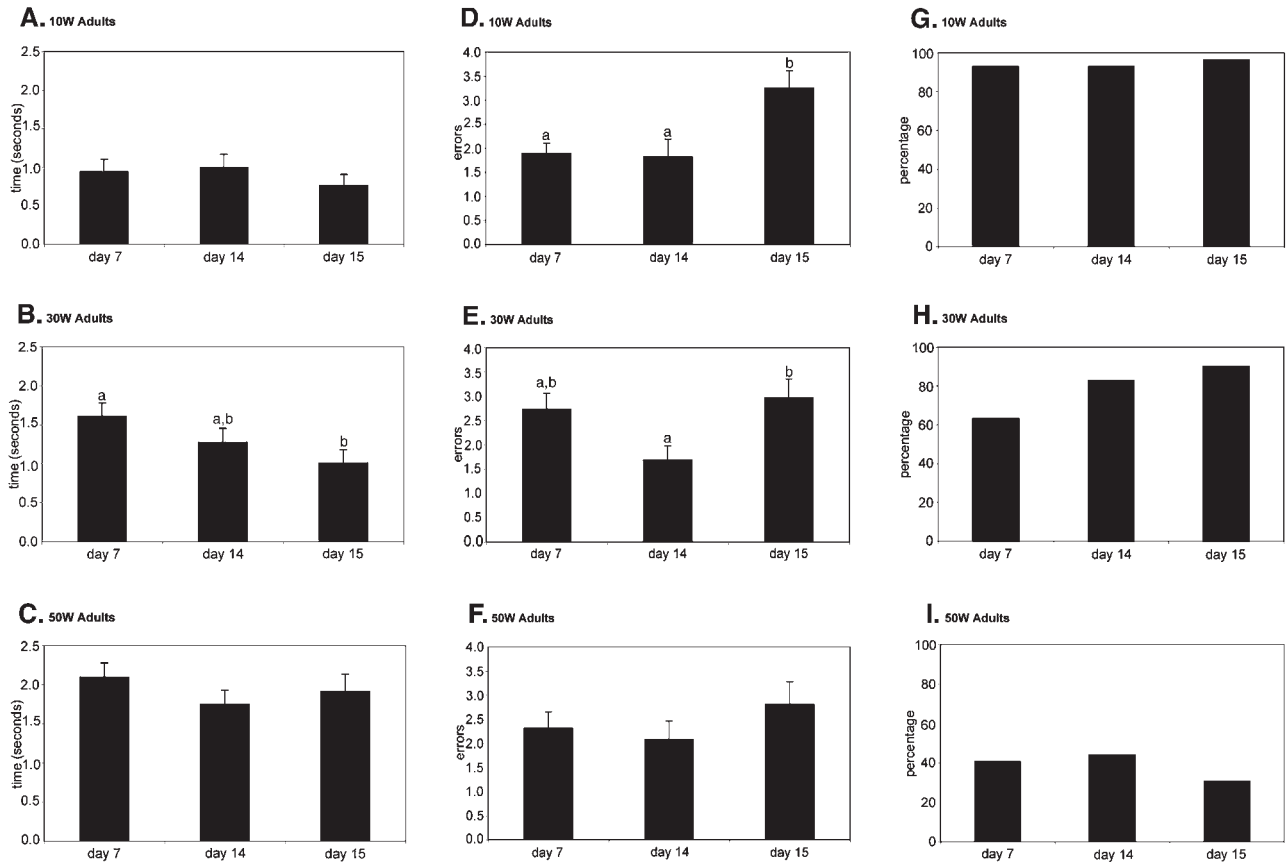 A. 10W Adults
time (seconds)
2.5
2.0
1.5
1.0
0.5
0.0
day 7
day 14
day 15
D. 10W Adults
errors
4.0
3.5
3.0
2.5
2.0
1.5
1.0
0.5
0.0
a
a
b
day 7
day 14
day 15
G. 10W Adults
percentage
100
80
60
40
20
0
day 7
day 14
day 15
B. 30W Adults
time (seconds)
2.5
2.0
1.5
1.0
0.5
0.0
a
a,b
b
day 7
day 14
day 15
E. 30W Adults
errors
4.0
3.5
3.0
2.5
2.0
1.5
1.0
0.5
0.0
a,b
a
b
day 7
day 14
day 15
H. 30W Adults
percentage
100
80
60
40
20
0
day 7
day 14
day 15
C. 50W Adults
time (seconds)
2.5
2.0
1.5
1.0
0.5
0.0
day 7
day 14
day 15
F. 50W Adults
errors
4.0
3.5
3.0
2.5
2.0
1.5
1.0
0.5
0.0
day 7
day 14
day 15
I. 50W Adults
percentage
100
80
60
40
20
0
day 7
day 14
day 15